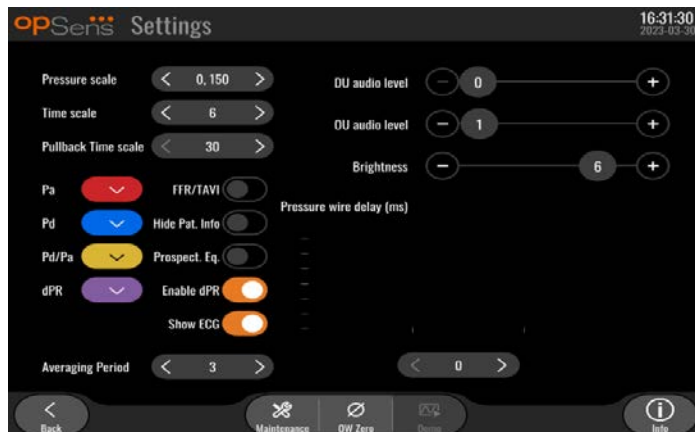 opSens Settings
16:31:30
2023-03-30
Pressure scale 0, 150
Time scale 6
Pullback Time scale 30
DU audio level 0
OU audio level 1
Brightness 6
Pa
Pd
Pd/Pa
dPR
FFR/TAVI
Hide Pat. Info
Prospect. Eq.
Enable dPR
Show ECG
Pressure wire delay (ms)
Averaging Period 3
0
Back
Maintenance
OW Zero
Demo
Info